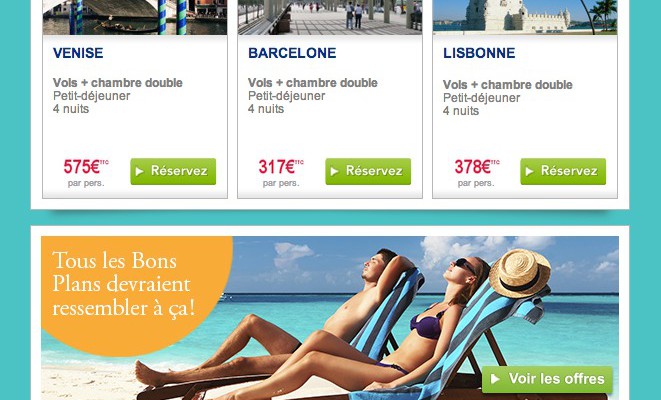 VENISE
Vols + chambre double
Petit-déjeuner
4 nuits
575€TTC
par pers.
Réservez
BARCELONE
Vols + chambre double
Petit-déjeuner
4 nuits
317€TTC
par pers.
Réservez
LISBONNE
Vols + chambre double
Petit-déjeuner
4 nuits
378€TTC
par pers.
Réservez
Tous les Bons
Plans devraient
ressembler à ça!
Voir les offres